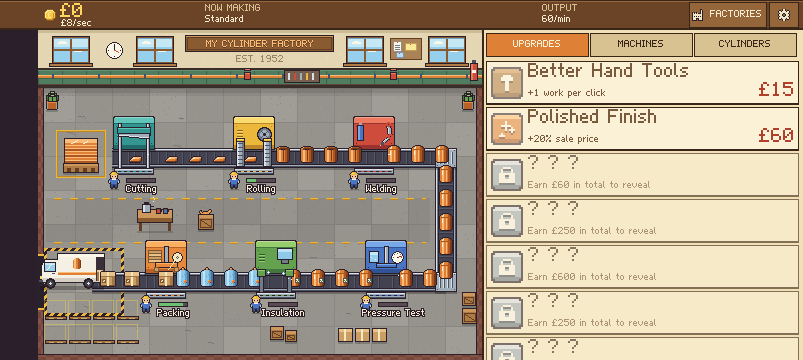 £0
£8/sec
NOW MAKING
Standard
OUTPUT
60/min
FACTORIES
MY CYLINDER FACTORY
EST. 1952
UPGRADES
MACHINES
CYLINDERS
Better Hand Tools
+1 work per click
£15
Polished Finish
+20% sale price
£60
? ? ?
Earn £60 in total to reveal
? ? ?
Earn £250 in total to reveal
? ? ?
Earn £600 in total to reveal
? ? ?
Earn £250 in total to reveal
? ? ?
Cutting
Rolling
Welding
Packing
Insulation
Pressure Test